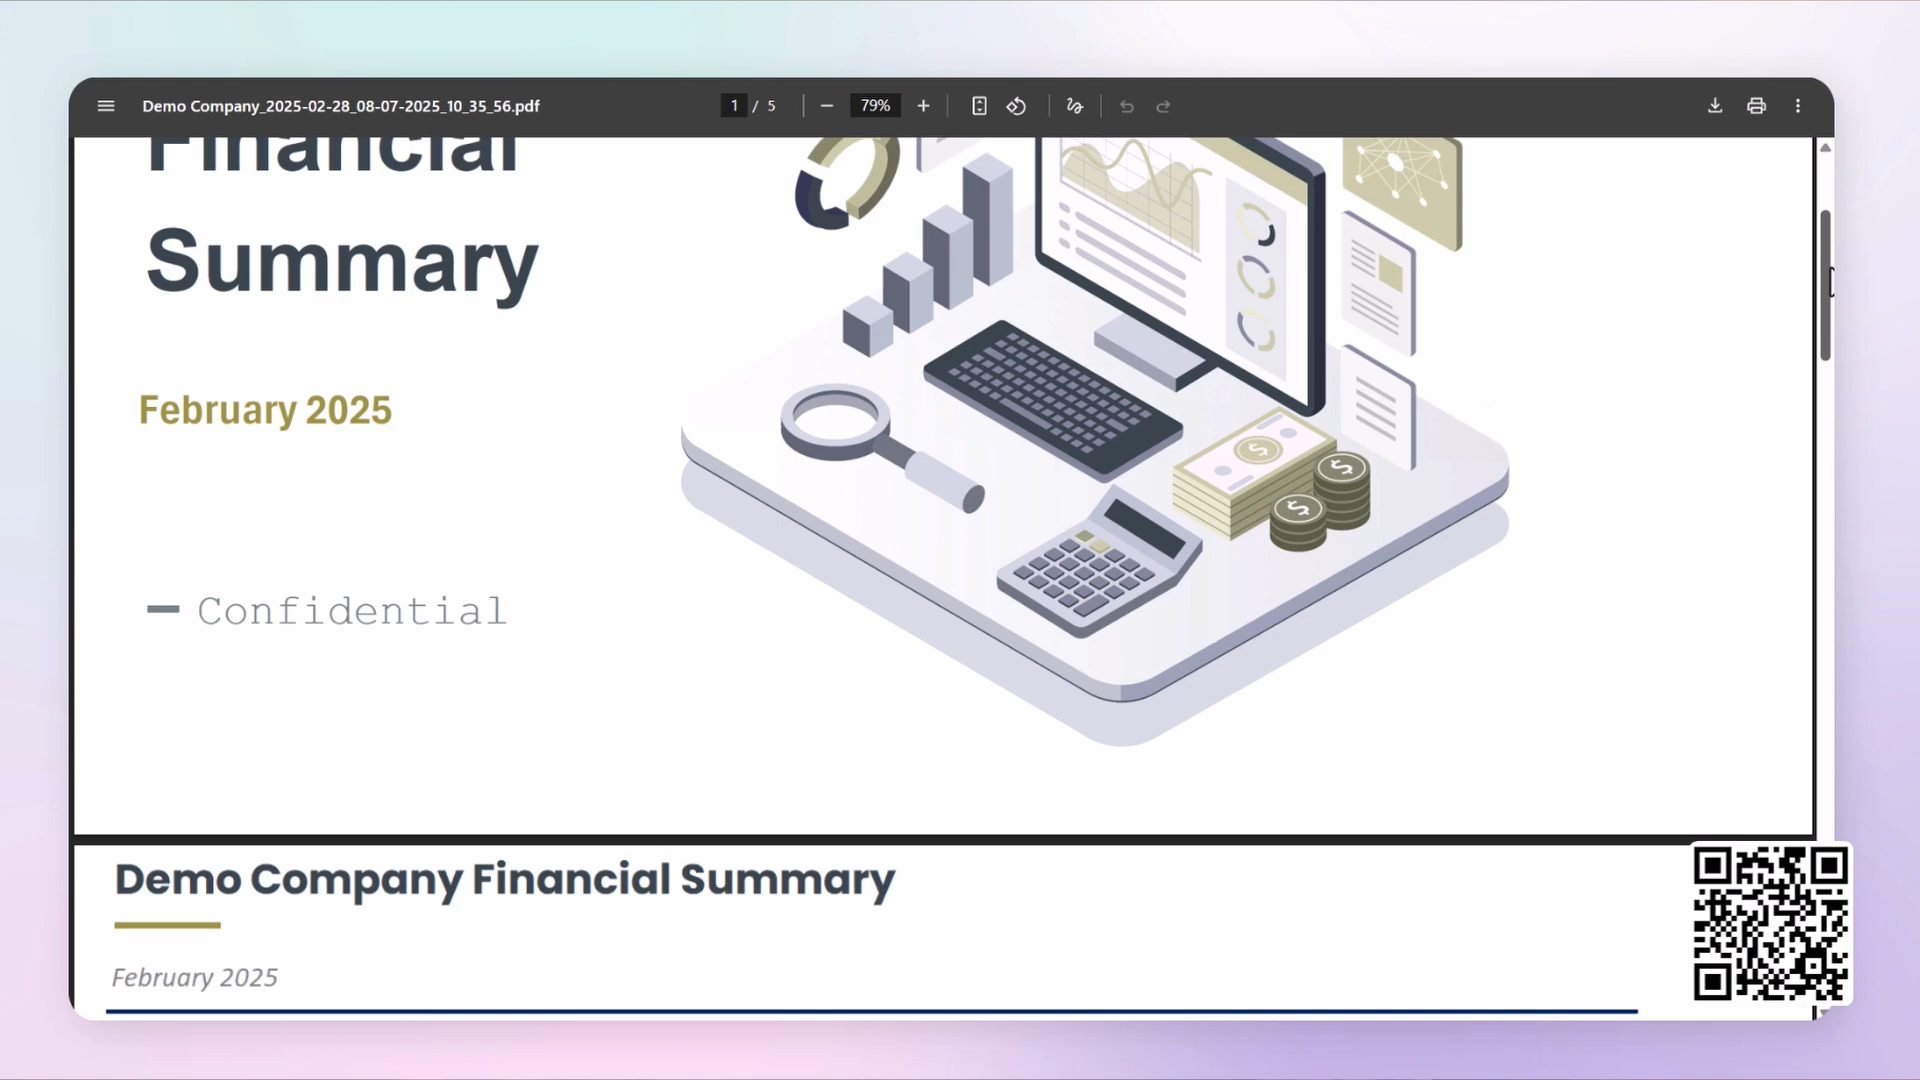 Demo Company_2025-02-28_08-07-2025_10_35_56.pdf
1 / 5
79%
Financial
Summary
February 2025
Confidential
Demo Company Financial Summary
February 2025